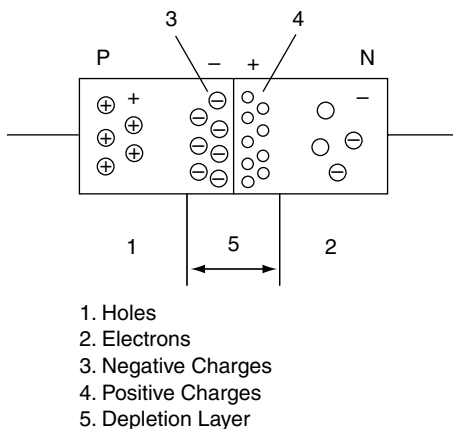 3 4
P – + N
+ –
1 5 2
1. Holes
2. Electrons
3. Negative Charges
4. Positive Charges
5. Depletion Layer